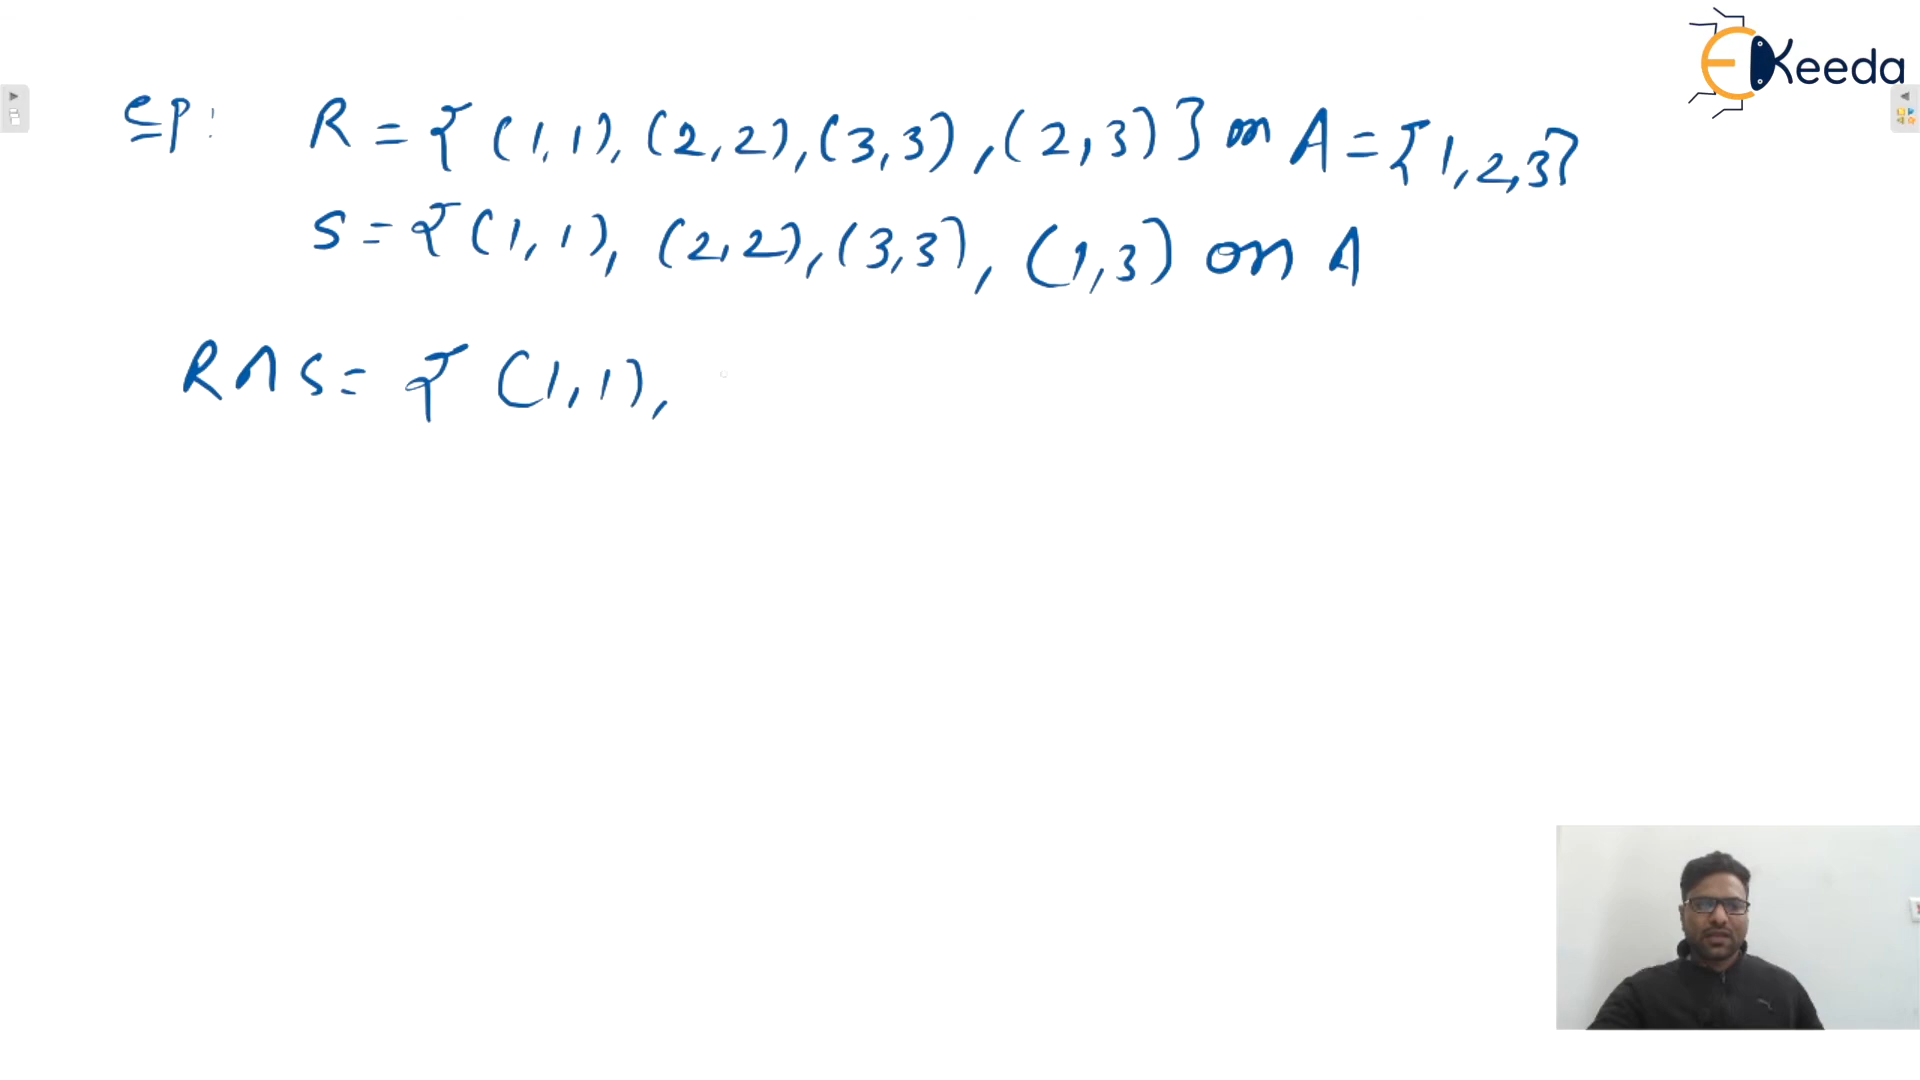 EKeeda
eg: R = { (1,1), (2,2), (3,3), (2,3) } on A = {1,2,3}
S = { (1,1), (2,2), (3,3), (1,3) on A
R ∩ S = { (1,1),